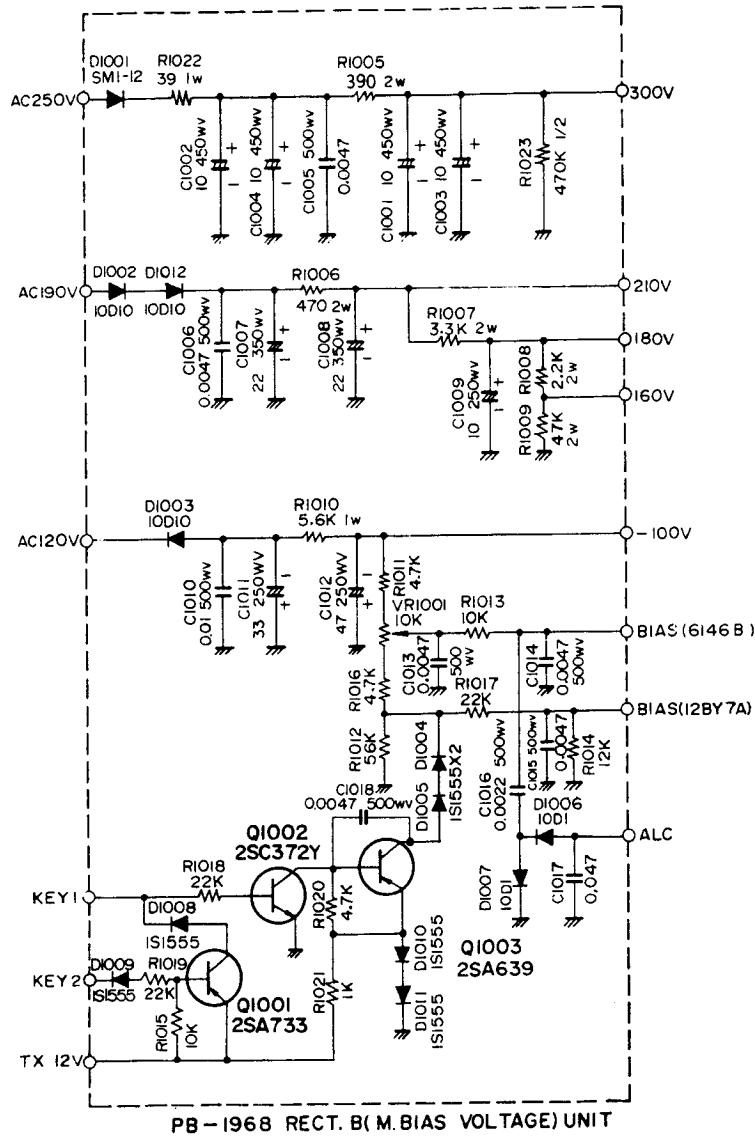 D1001
SM1-12
R1022
39 1W
R1005
390 2W
AC250V
300V
C1002
10 450WV
C1004 10 450WV
C1005 500WV
0.0047
C1001 10 450WV
C1003 10 450WV
R1023
470K 1/2
D1002
10D10
D1012
10D10
R1006
470 2W
AC190V
210V
C1006
0.0047 500WV
C1007
22 350WV
C1008
22 350WV
R1007
3.3K 2W
180V
C1009
10 250WV
R1008
2.2K
2W
160V
R1009
47K
2W
D1003
10D10
R1010
5.6K 1W
AC120V
-100V
C1010
0.01 500WV
C1011
33 250WV
C1012
47 250WV
R1011
4.7K
VR1001
10K
R1013
10K
BIAS (6146B)
C1013
0.0047
500
WV
C1014
0.0047
500WV
R1016
4.7K
R1017
22K
BIAS(12BY7A)
R1012
56K
D1004
D1005
1S1555X2
C1016
0.0022 500WV
C1015 500WV
0.0047
R1014
12K
C1018
0.0047 500WV
D1006
10D1
ALC
D1007
10D1
C1017
0.047
Q1002
2SC372Y
R1018
22K
KEY 1
D1008
1S1555
R1020
4.7K
D1010
1S1555
Q1003
2SA639
D1009
1S1555
R1019
22K
KEY 2
Q1001
2SA733
R1021
1K
D1011
1S1555
R1015
10K
TX 12V
PB-1968 RECT. B( M. BIAS VOLTAGE) UNIT